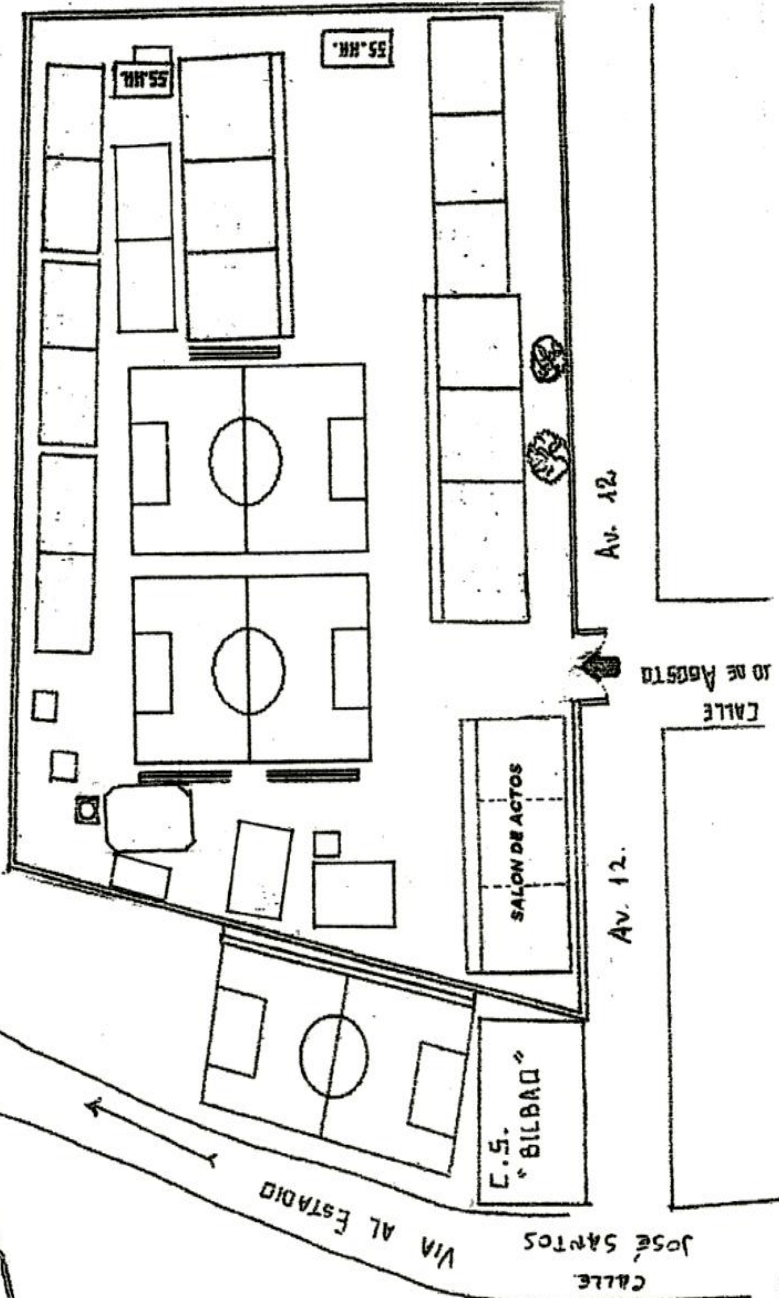 SS.HH.
SS.HH.
Av. 12
CALLE
10 DE AGOSTO
SALON DE ACTOS
Av. 12.
C.S.
"BILBAO"
VIA AL ESTADIO
CALLE
JOSÉ SANTOS